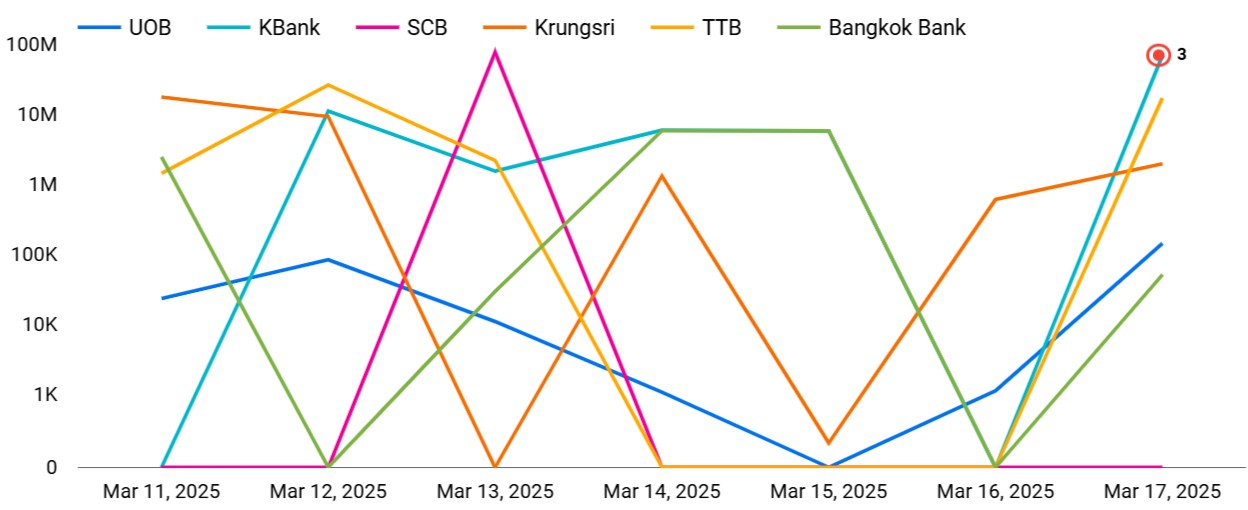 UOB KBank SCB Krungsri TTB Bangkok Bank
100M
3
10M
1M
100K
10K
1K
0
Mar 11, 2025 Mar 12, 2025 Mar 13, 2025 Mar 14, 2025 Mar 15, 2025 Mar 16, 2025 Mar 17, 2025